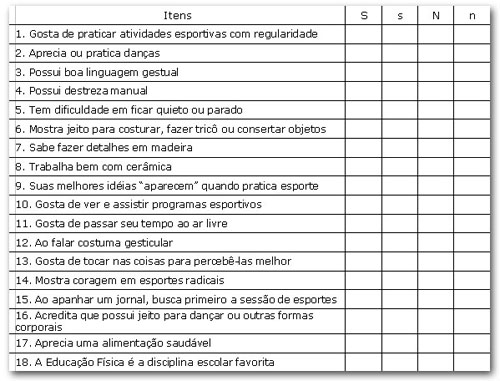 Itens S s N n
1. Gosta de praticar atividades esportivas com regularidade
2. Aprecia ou pratica danças
3. Possui boa linguagem gestual
4. Possui destreza manual
5. Tem dificuldade em ficar quieto ou parado
6. Mostra jeito para costurar, fazer tricô ou consertar objetos
7. Sabe fazer detalhes em madeira
8. Trabalha bem com cerâmica
9. Suas melhores idéias “aparecem” quando pratica esporte
10. Gosta de ver e assistir programas esportivos
11. Gosta de passar seu tempo ao ar livre
12. Ao falar costuma gesticular
13. Gosta de tocar nas coisas para percebê-las melhor
14. Mostra coragem em esportes radicais
15. Ao apanhar um jornal, busca primeiro a sessão de esportes
16. Acredita que possui jeito para dançar ou outras formas
corporais
17. Aprecia uma alimentação saudável
18. A Educação Física é a disciplina escolar favorita